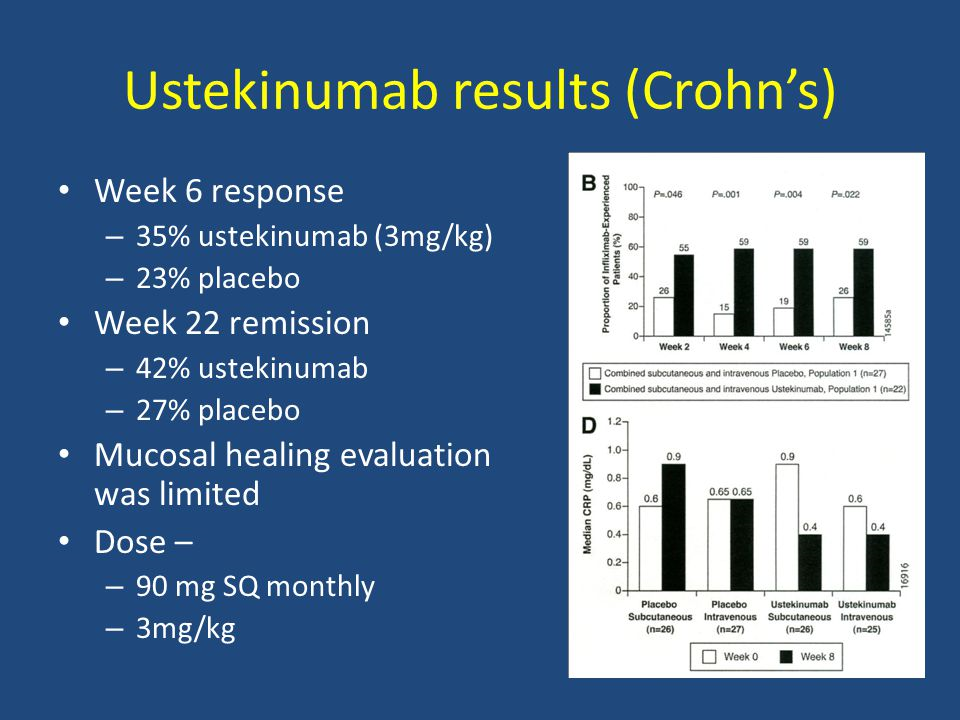 Ustekinumab results (Crohn’s)
• Week 6 response
– 35% ustekinumab (3mg/kg)
– 23% placebo
• Week 22 remission
– 42% ustekinumab
– 27% placebo
• Mucosal healing evaluation
was limited
• Dose –
– 90 mg SQ monthly
– 3mg/kg
B
Proportion of Infliximab-Experienced
Patients (%)
100
80
60
40
20
0
P=.046 P=.001 P=.004 P=.022
26 55 15 59 19 59 26 59
Week 2 Week 4 Week 6 Week 8
14585a
Combined subcutaneous and intravenous Placebo, Population 1 (n=27)
Combined subcutaneous and intravenous Ustekinumab, Population 1 (n=22)
D
Median CRP (mg/dL)
1.2
1.0
0.8
0.6
0.4
0.2
0
0.6 0.9 0.65 0.65 0.9 0.4 0.6 0.4
Placebo Placebo Ustekinumab Ustekinumab
Subcutaneous Intravenous Subcutaneous Intravenous
(n=26) (n=27) (n=26) (n=25)
16916
Week 0 Week 8